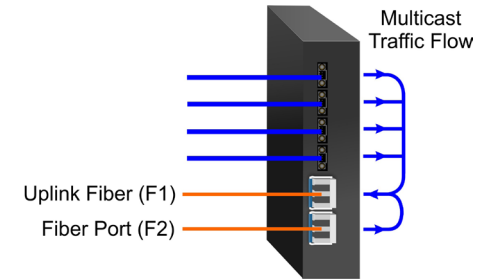 Multicast
Traffic Flow
Uplink Fiber (F1)
Fiber Port (F2)